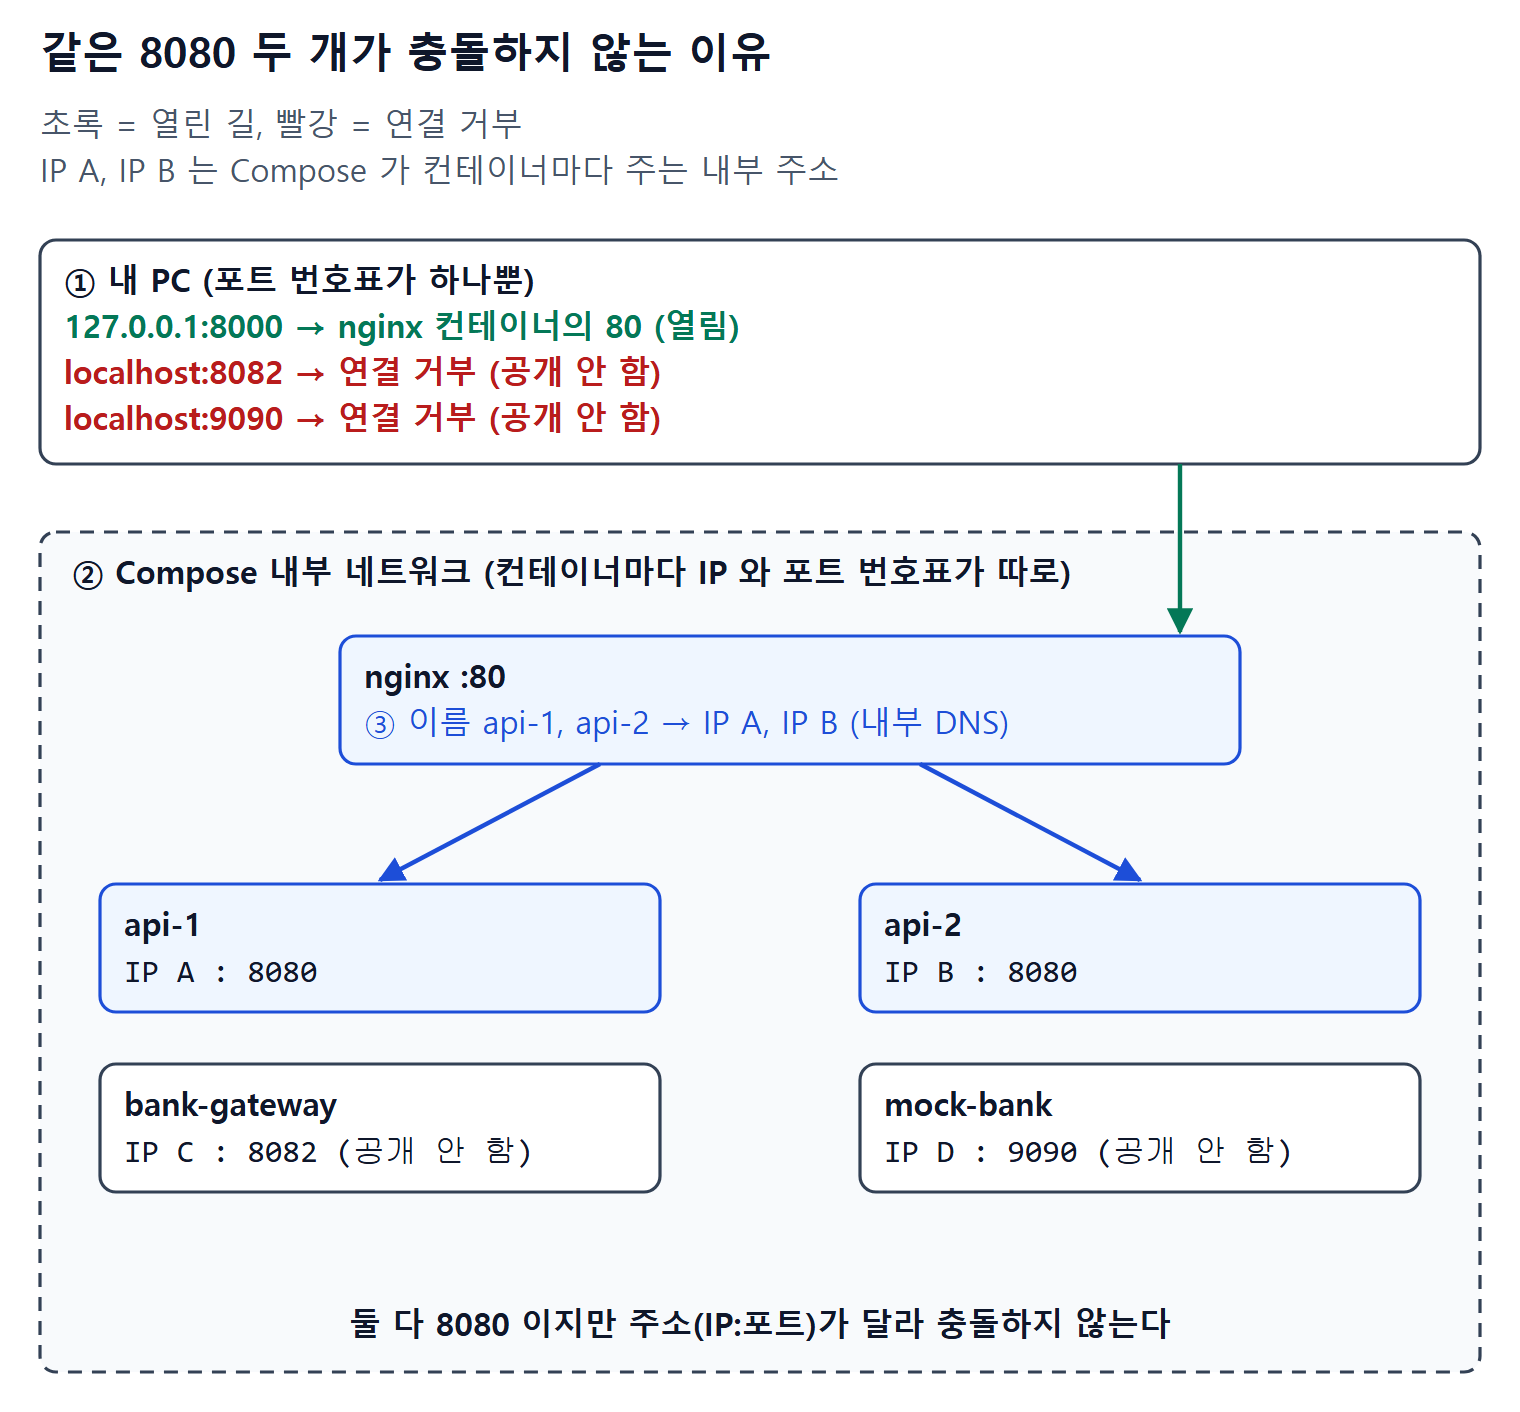 같은 8080 두 개가 충돌하지 않는 이유
초록 = 열린 길, 빨강 = 연결 거부
IP A, IP B 는 Compose 가 컨테이너마다 주는 내부 주소
① 내 PC (포트 번호표가 하나뿐)
127.0.0.1:8000 → nginx 컨테이너의 80 (열림)
localhost:8082 → 연결 거부 (공개 안 함)
localhost:9090 → 연결 거부 (공개 안 함)
② Compose 내부 네트워크 (컨테이너마다 IP 와 포트 번호표가 따로)
nginx :80
③ 이름 api-1, api-2 → IP A, IP B (내부 DNS)
api-1
IP A : 8080
api-2
IP B : 8080
bank-gateway
IP C : 8082 (공개 안 함)
mock-bank
IP D : 9090 (공개 안 함)
둘 다 8080 이지만 주소(IP:포트)가 달라 충돌하지 않는다